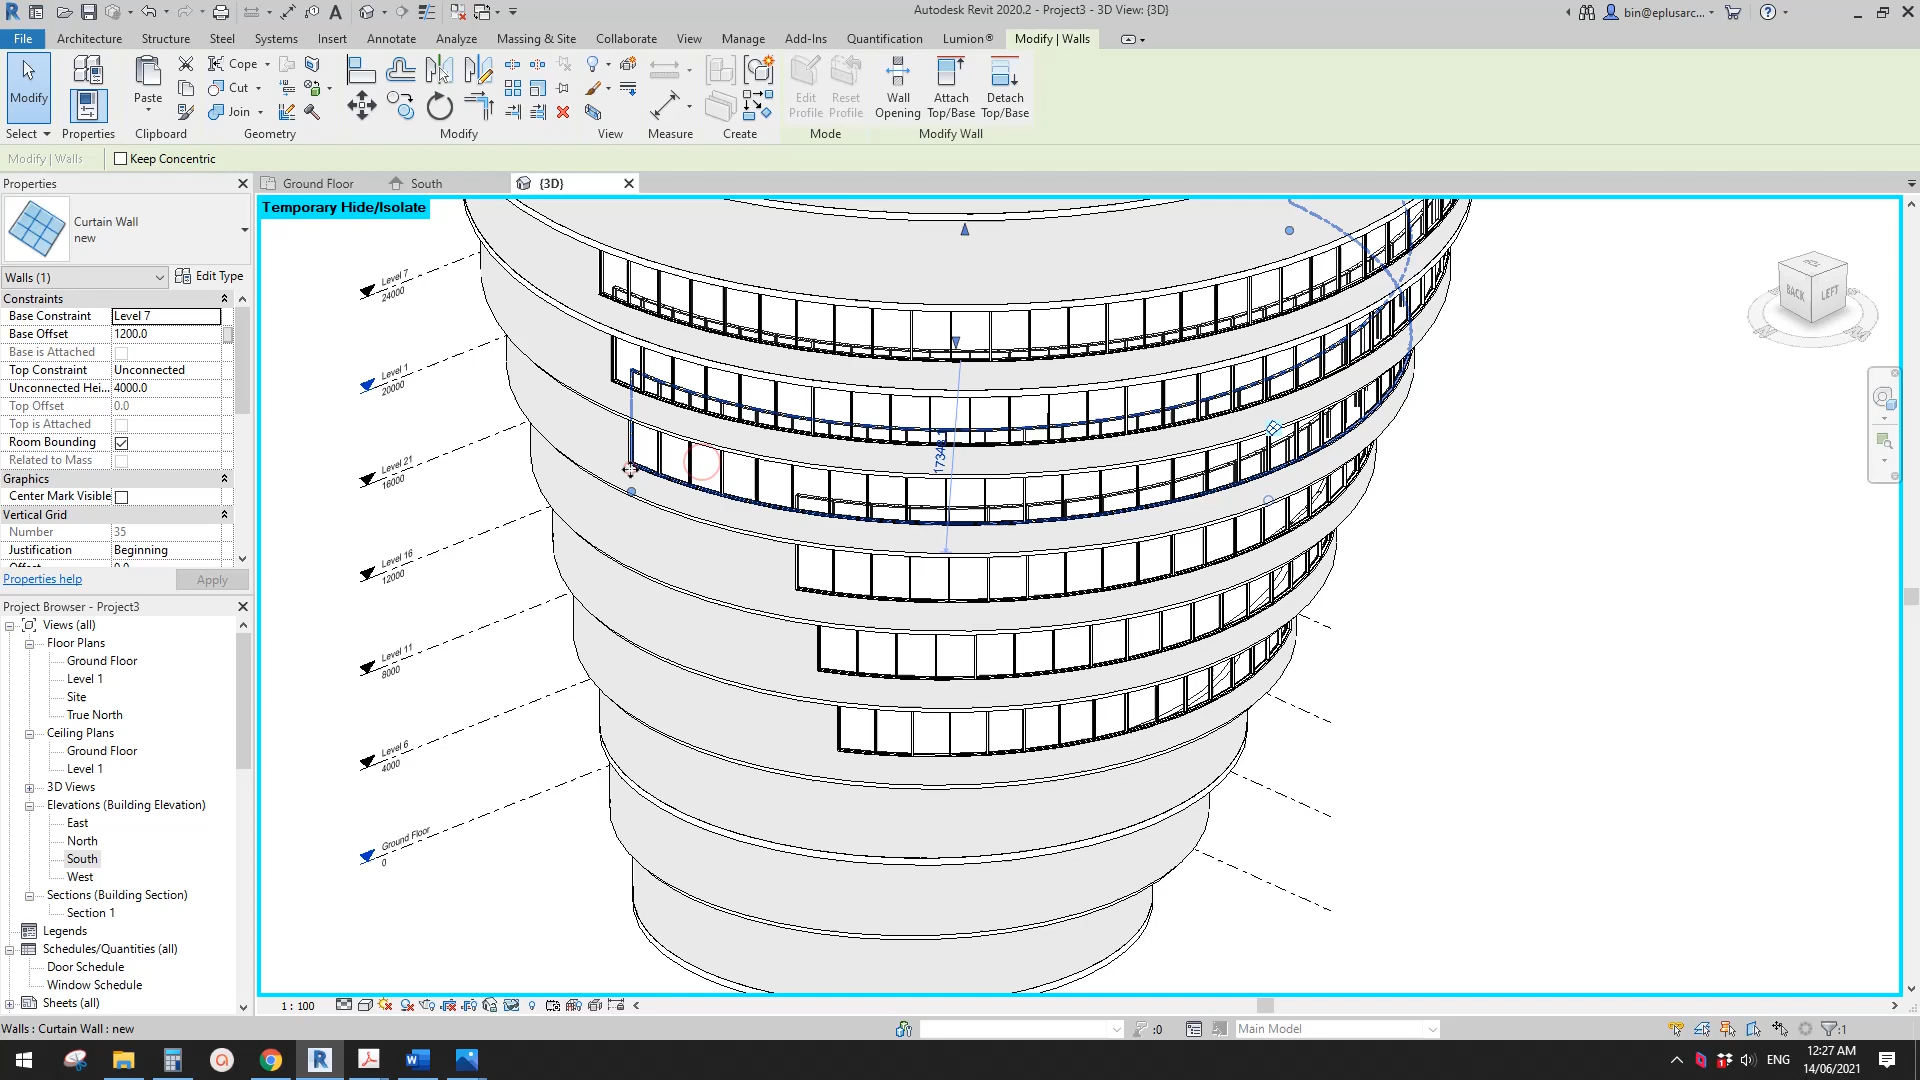 Autodesk Revit 2020.2 - Project3 - 3D View: {3D}
bin@eplusarc...
File Architecture Structure Steel Systems Insert Annotate Analyze Massing & Site Collaborate View Manage Add-Ins Quantification Lumion® Modify | Walls
Modify
Paste
Cope
Cut
Join
Edit Profile
Reset Profile
Wall Opening
Attach Top/Base
Detach Top/Base
Select Properties Clipboard Geometry Modify View Measure Create Mode Modify Wall
Modify | Walls Keep Concentric
Properties
Ground Floor South {3D}
Temporary Hide/Isolate
Curtain Wall
new
Walls (1) Edit Type
Constraints
Base Constraint Level 7
Base Offset 1200.0
Base is Attached
Top Constraint Unconnected
Unconnected Hei... 4000.0
Top Offset 0.0
Top is Attached
Room Bounding
Related to Mass
Graphics
Center Mark Visible
Vertical Grid
Number 35
Justification Beginning
Properties help Apply
Project Browser - Project3
Views (all)
Floor Plans
Ground Floor
Level 1
Site
True North
Ceiling Plans
Ground Floor
Level 1
3D Views
Elevations (Building Elevation)
East
North
South
West
Sections (Building Section)
Section 1
Legends
Schedules/Quantities (all)
Door Schedule
Window Schedule
Sheets (all)
Level 7
24000
Level 1
20000
Level 21
16000
Level 16
12000
Level 11
8000
Level 6
4000
Ground Floor
0
BACK LEFT
1 : 100
Walls : Curtain Wall : new
:0
Main Model
:1
ENG
12:27 AM
14/06/2021